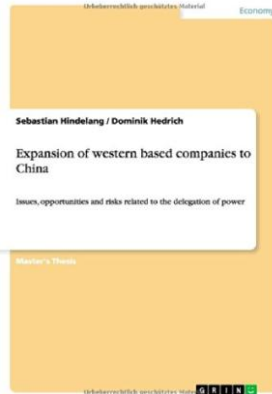 Urheberrechtlich geschütztes Material
Economy
Sebastian Hindelang / Dominik Hedrich
Expansion of western based companies to
China
Issues, opportunities and risks related to the delegation of power
Master's Thesis
GRIN
Urheberrechtlich geschütztes Material